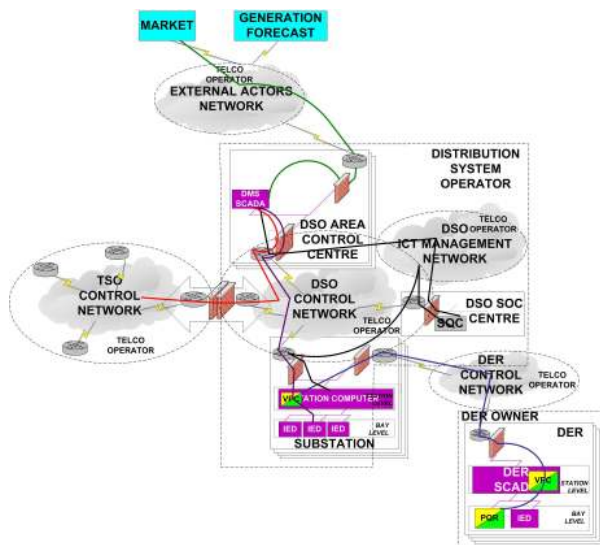 MARKET
GENERATION
FORECAST
TELCO
OPERATOR
EXTERNAL ACTORS
NETWORK
DISTRIBUTION
SYSTEM
OPERATOR
DMS
SCADA
DSO AREA
CONTROL
CENTRE
DSO
TELCO
OPERATOR
ICT MANAGEMENT
NETWORK
TSO
CONTROL
NETWORK
TELCO
OPERATOR
DSO
CONTROL
NETWORK
TELCO
OPERATOR
DSO SOC
CENTRE
SOC
DER
CONTROL
NETWORK
TELCO
OPERATOR
VPC
STATION COMPUTER
STATION
LEVEL
IED
IED
IED
BAY
LEVEL
SUBSTATION
DER OWNER
DER
DER
SCAD
VPC
STATION
LEVEL
PQR
IED
BAY
LEVEL